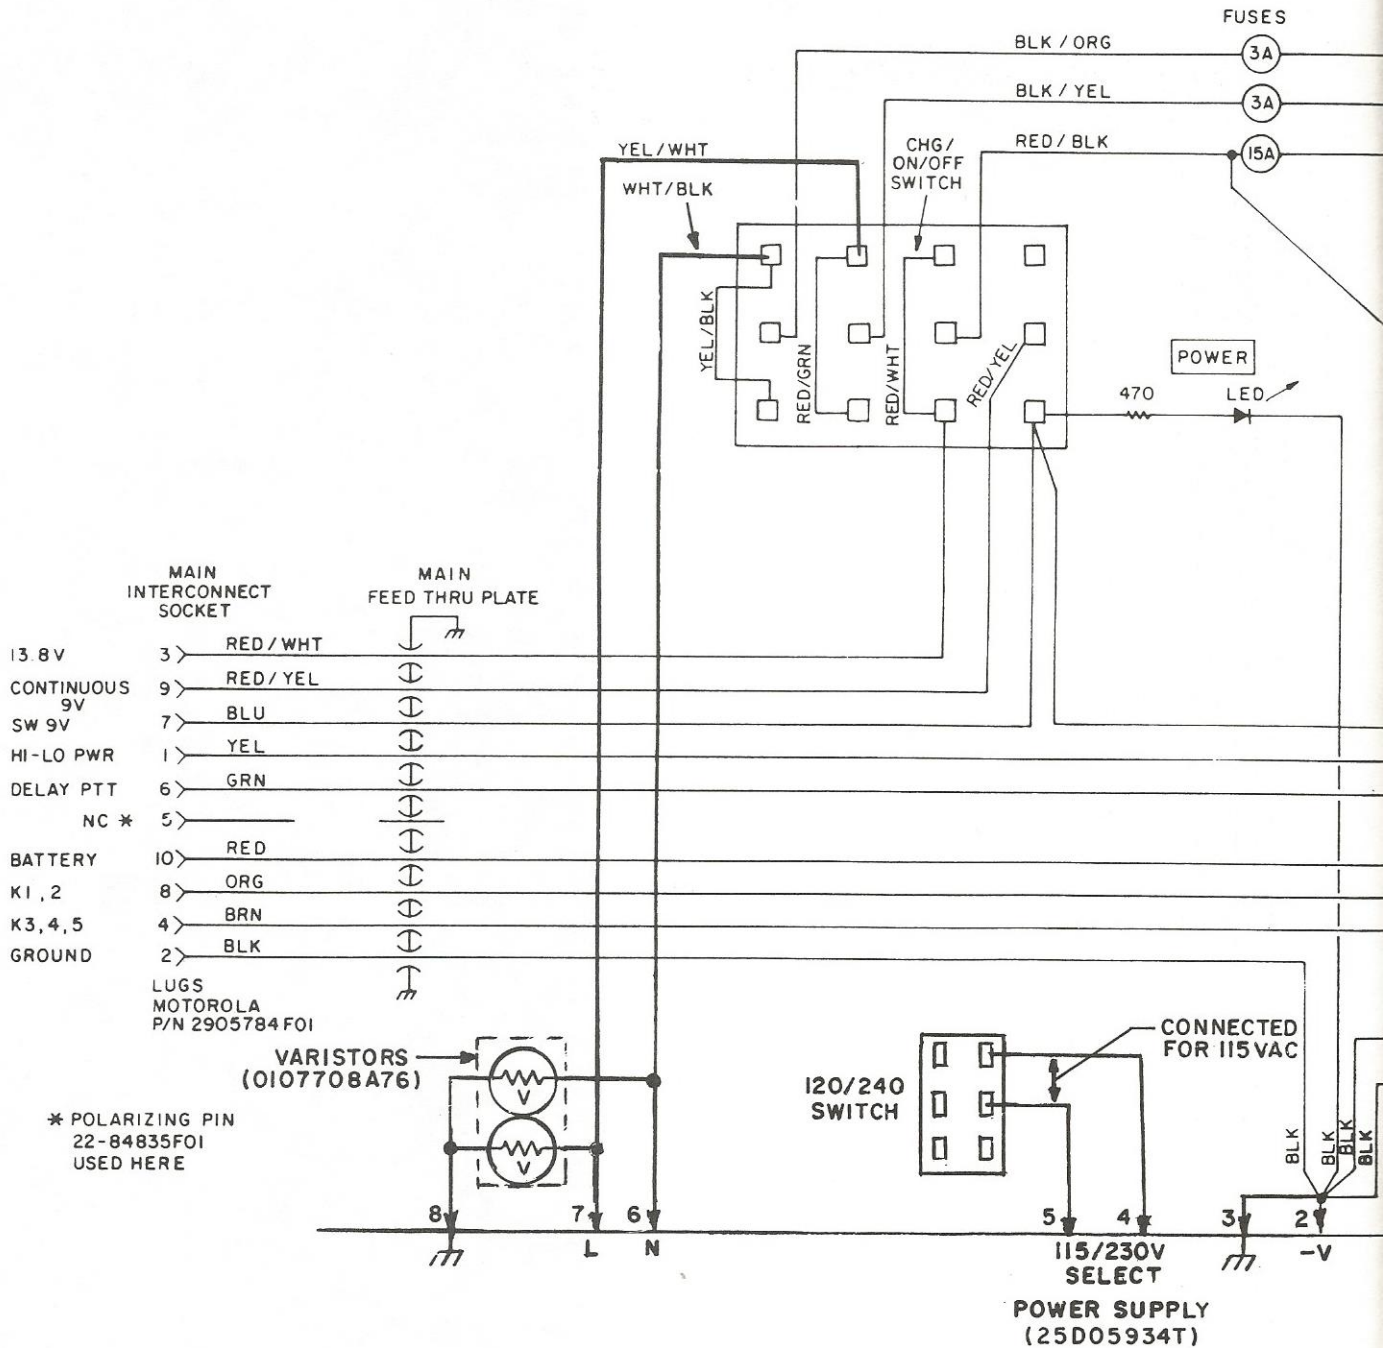 FUSES
BLK/ORG
3A
BLK/YEL
3A
RED/BLK
15A
YEL/WHT
WHT/BLK
CHG/
ON/OFF
SWITCH
YEL/BLK
RED/GRN
RED/WHT
RED/YEL
POWER
470
LED
MAIN
INTERCONNECT
SOCKET
MAIN
FEED THRU PLATE
13.8V 3 RED/WHT
CONTINUOUS 9V 9 RED/YEL
SW 9V 7 BLU
HI-LO PWR 1 YEL
DELAY PTT 6 GRN
NC * 5
BATTERY 10 RED
K1,2 8 ORG
K3,4,5 4 BRN
GROUND 2 BLK
LUGS
MOTOROLA
P/N 2905784F01
VARISTORS
(0107708A76)
V
V
* POLARIZING PIN
22-84835F01
USED HERE
120/240
SWITCH
CONNECTED
FOR 115VAC
BLK
BLK
BLK
BLK
8 7 6 5 4 3 2
L N
115/230V
SELECT
-V
POWER SUPPLY
(25D05934T)